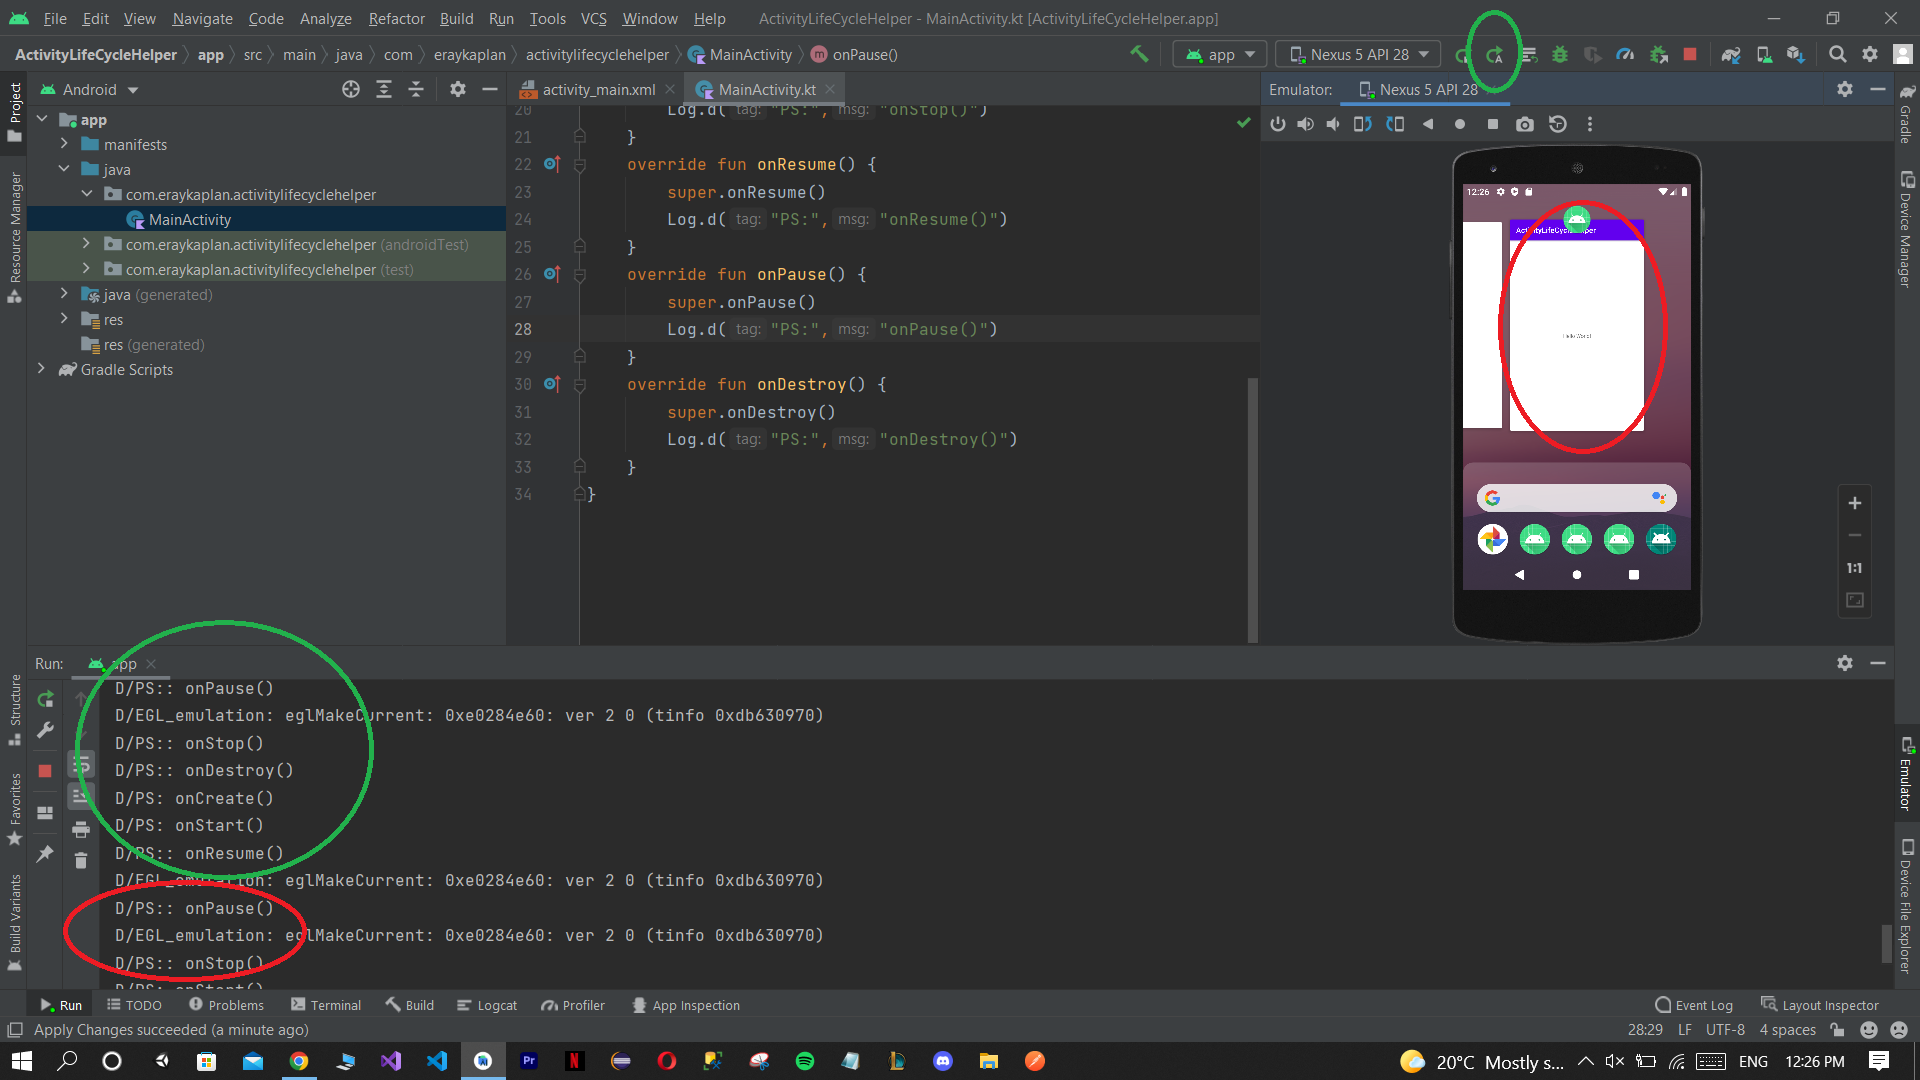 File Edit View Navigate Code Analyze Refactor Build Run Tools VCS Window Help ActivityLifeCycleHelper - MainActivity.kt [ActivityLifeCycleHelper.app]
ActivityLifeCycleHelper app src main java com eraykaplan activitylifecyclehelper MainActivity onPause() app Nexus 5 API 28
Project
Resource Manager
Structure
Favorites
Build Variants
Android
app
manifests
java
com.eraykaplan.activitylifecyclehelper
MainActivity
com.eraykaplan.activitylifecyclehelper (androidTest)
com.eraykaplan.activitylifecyclehelper (test)
java (generated)
res
res (generated)
Gradle Scripts
activity_main.xml MainActivity.kt
20 Log.d( tag: "PS:", msg: "onStop()")
21 }
22 override fun onResume() {
23 super.onResume()
24 Log.d( tag: "PS:", msg: "onResume()")
25 }
26 override fun onPause() {
27 super.onPause()
28 Log.d( tag: "PS:", msg: "onPause()")
29 }
30 override fun onDestroy() {
31 super.onDestroy()
32 Log.d( tag: "PS:", msg: "onDestroy()")
33 }
34 }
Emulator: Nexus 5 API 28
12:26
ActivityLifeCycleHelper
Hello World!
G
1:1
Gradle
Device Manager
Emulator
Device File Explorer
Run: app
D/PS:: onPause()
D/EGL_emulation: eglMakeCurrent: 0xe0284e60: ver 2 0 (tinfo 0xdb630970)
D/PS:: onStop()
D/PS:: onDestroy()
D/PS: onCreate()
D/PS: onStart()
D/PS:: onResume()
D/EGL_emulation: eglMakeCurrent: 0xe0284e60: ver 2 0 (tinfo 0xdb630970)
D/PS:: onPause()
D/EGL_emulation: eglMakeCurrent: 0xe0284e60: ver 2 0 (tinfo 0xdb630970)
D/PS:: onStop()
Run TODO Problems Terminal Build Logcat Profiler App Inspection Event Log Layout Inspector
Apply Changes succeeded (a minute ago) 28:29 LF UTF-8 4 spaces
Pr N 20°C Mostly s... ENG 12:26 PM